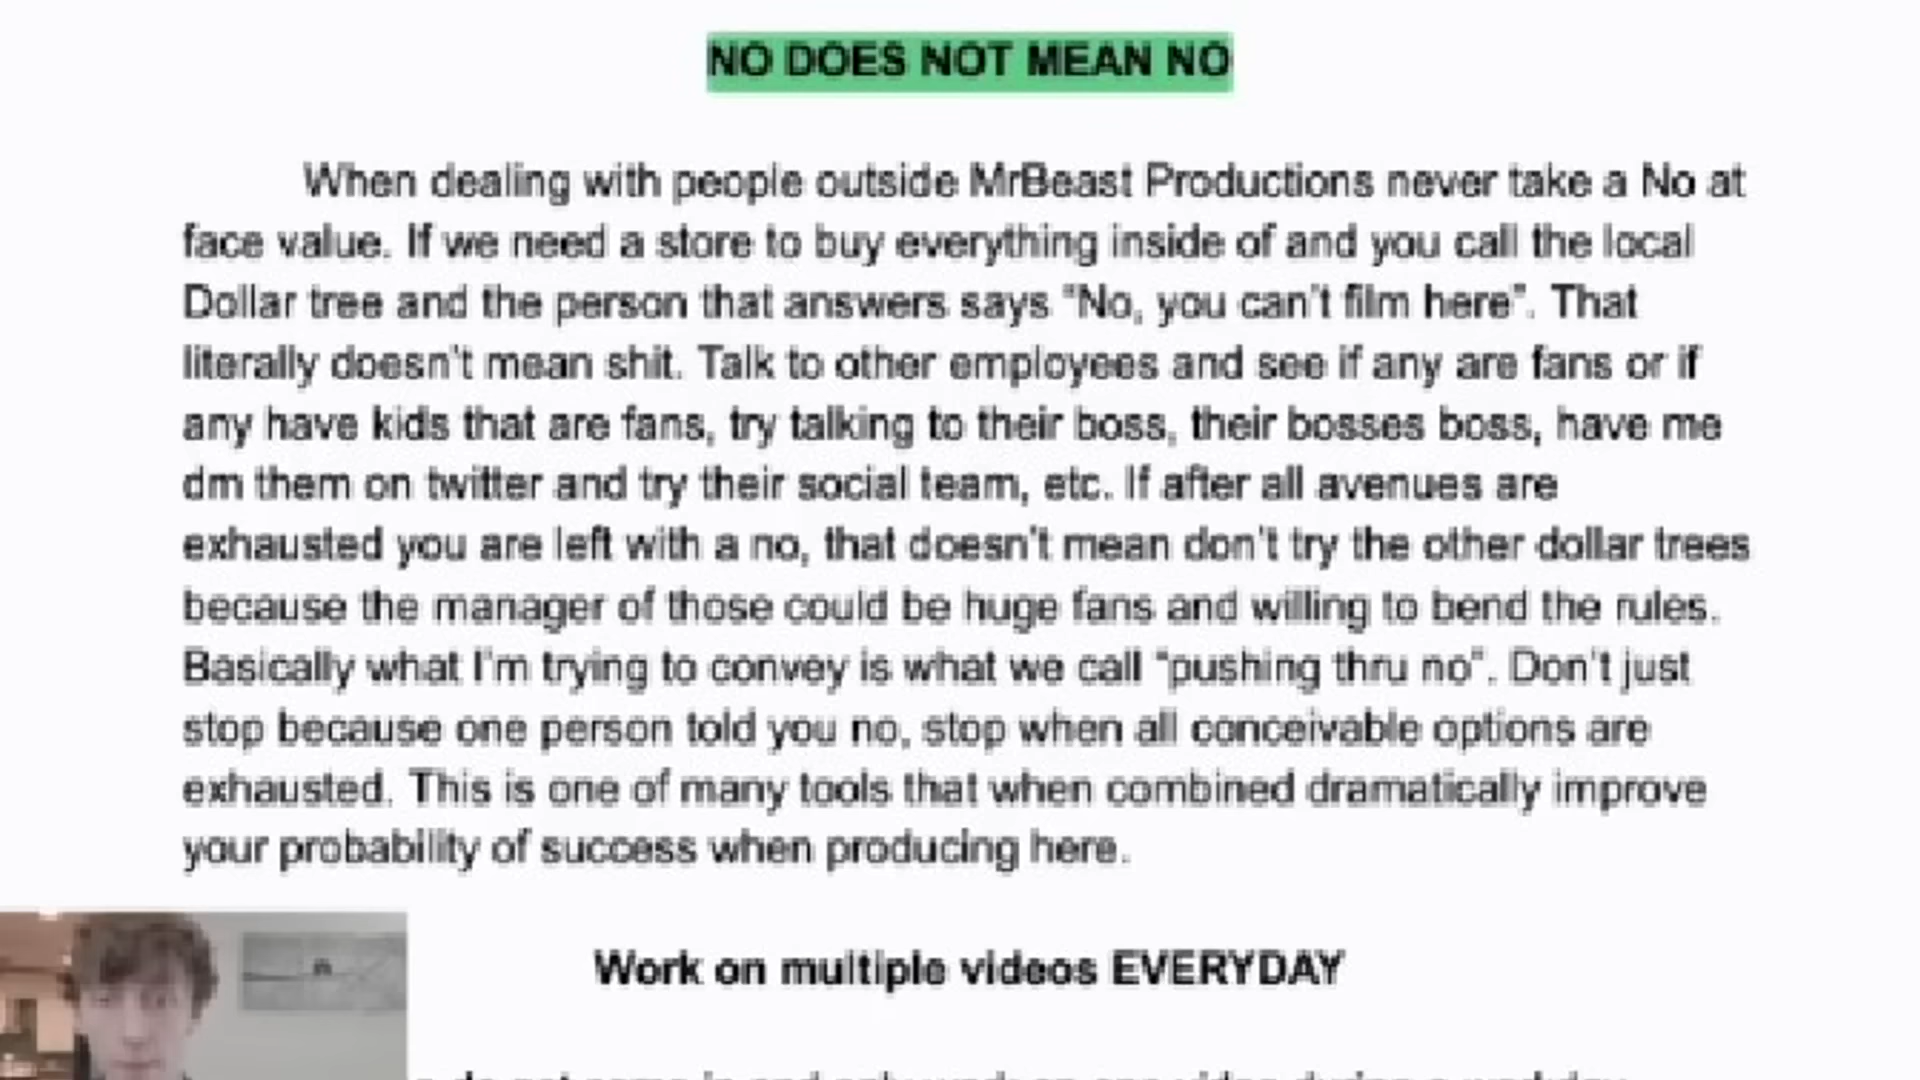 NO DOES NOT MEAN NO
When dealing with people outside MrBeast Productions never take a No at
face value. If we need a store to buy everything inside of and you call the local
Dollar tree and the person that answers says "No, you can't film here". That
literally doesn't mean shit. Talk to other employees and see if any are fans or if
any have kids that are fans, try talking to their boss, their bosses boss, have me
dm them on twitter and try their social team, etc. If after all avenues are
exhausted you are left with a no, that doesn't mean don't try the other dollar trees
because the manager of those could be huge fans and willing to bend the rules.
Basically what I'm trying to convey is what we call "pushing thru no". Don't just
stop because one person told you no, stop when all conceivable options are
exhausted. This is one of many tools that when combined dramatically improve
your probability of success when producing here.
Work on multiple videos EVERYDAY